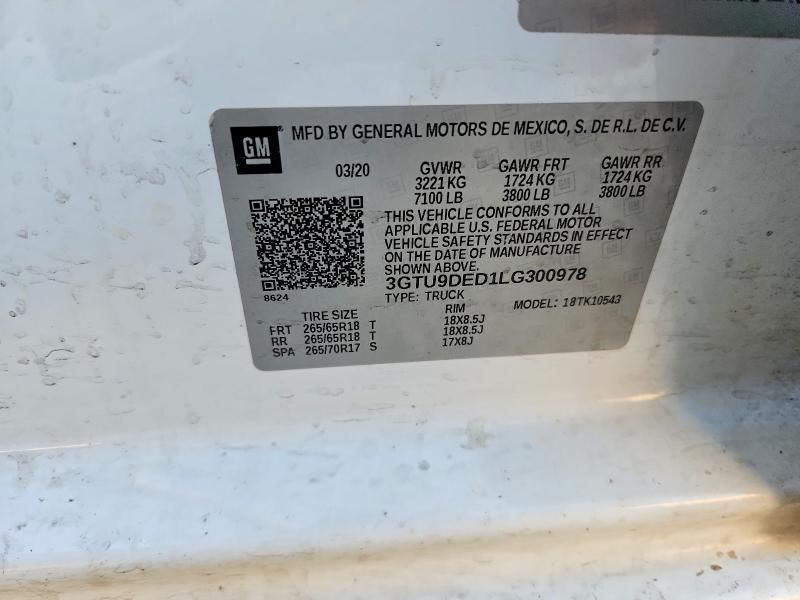 GM
MFD BY GENERAL MOTORS DE MEXICO, S. DE R.L. DE C.V.
03/20 GVWR GAWR FRT GAWR RR
3221 KG 1724 KG 1724 KG
7100 LB 3800 LB 3800 LB
THIS VEHICLE CONFORMS TO ALL
APPLICABLE U.S. FEDERAL MOTOR
VEHICLE SAFETY STANDARDS IN EFFECT
ON THE DATE OF MANUFACTURE
SHOWN ABOVE.
3GTU9DED1LG300978
8624
TYPE: TRUCK MODEL: 18TK10543
TIRE SIZE RIM
FRT 265/65R18 T 18X8.5J
RR 265/65R18 T 18X8.5J
SPA 265/70R17 S 17X8J